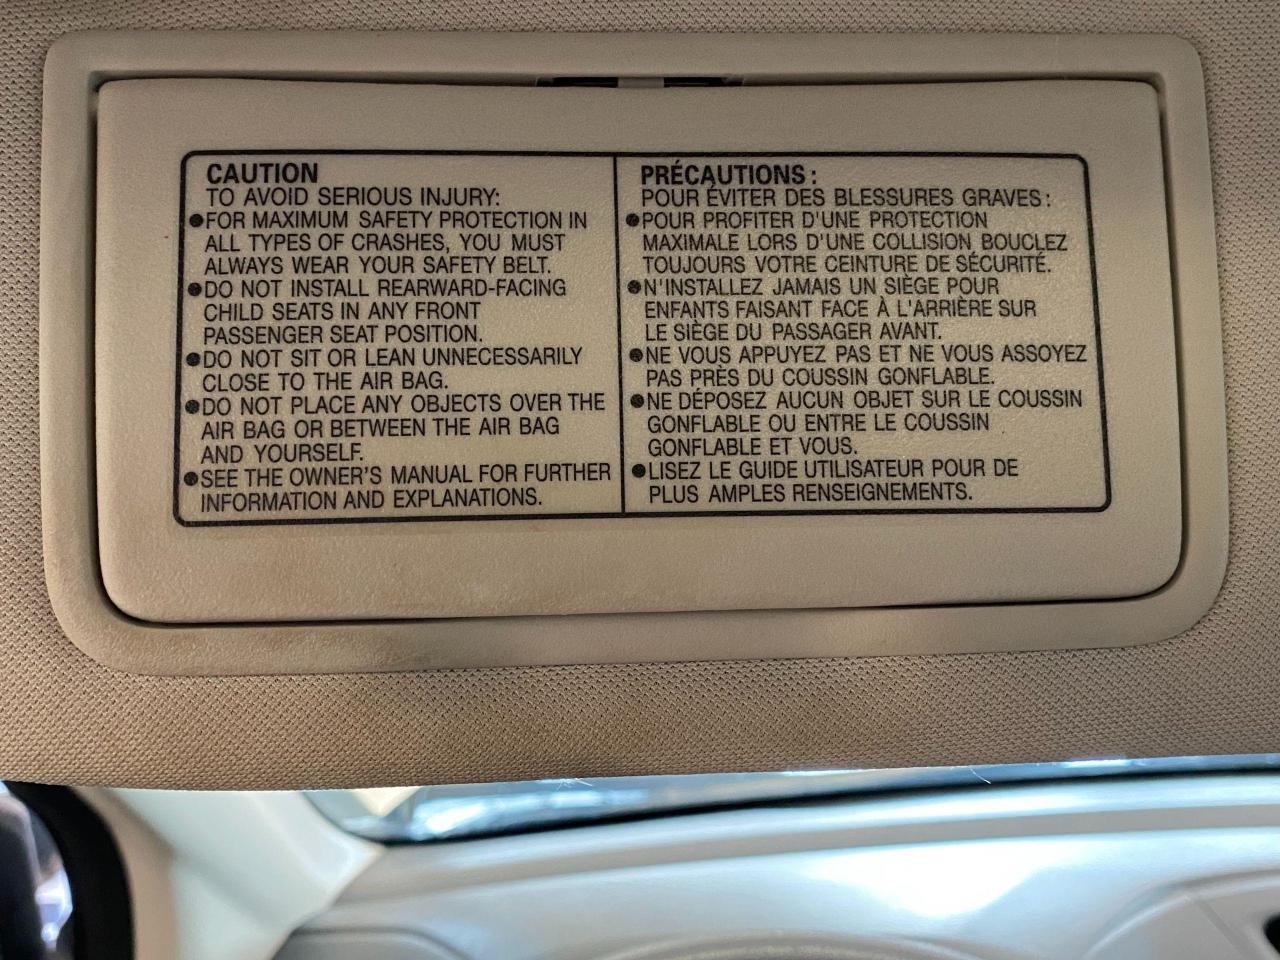 CAUTION
TO AVOID SERIOUS INJURY:
●FOR MAXIMUM SAFETY PROTECTION IN
ALL TYPES OF CRASHES, YOU MUST
ALWAYS WEAR YOUR SAFETY BELT.
●DO NOT INSTALL REARWARD-FACING
CHILD SEATS IN ANY FRONT
PASSENGER SEAT POSITION.
●DO NOT SIT OR LEAN UNNECESSARILY
CLOSE TO THE AIR BAG.
●DO NOT PLACE ANY OBJECTS OVER THE
AIR BAG OR BETWEEN THE AIR BAG
AND YOURSELF.
●SEE THE OWNER'S MANUAL FOR FURTHER
INFORMATION AND EXPLANATIONS.
PRÉCAUTIONS :
POUR ÉVITER DES BLESSURES GRAVES :
●POUR PROFITER D'UNE PROTECTION
MAXIMALE LORS D'UNE COLLISION BOUCLEZ
TOUJOURS VOTRE CEINTURE DE SÉCURITÉ.
●N'INSTALLEZ JAMAIS UN SIÈGE POUR
ENFANTS FAISANT FACE À L'ARRIÈRE SUR
LE SIÈGE DU PASSAGER AVANT.
●NE VOUS APPUYEZ PAS ET NE VOUS ASSOYEZ
PAS PRÈS DU COUSSIN GONFLABLE.
●NE DÉPOSEZ AUCUN OBJET SUR LE COUSSIN
GONFLABLE OU ENTRE LE COUSSIN
GONFLABLE ET VOUS.
●LISEZ LE GUIDE UTILISATEUR POUR DE
PLUS AMPLES RENSEIGNEMENTS.